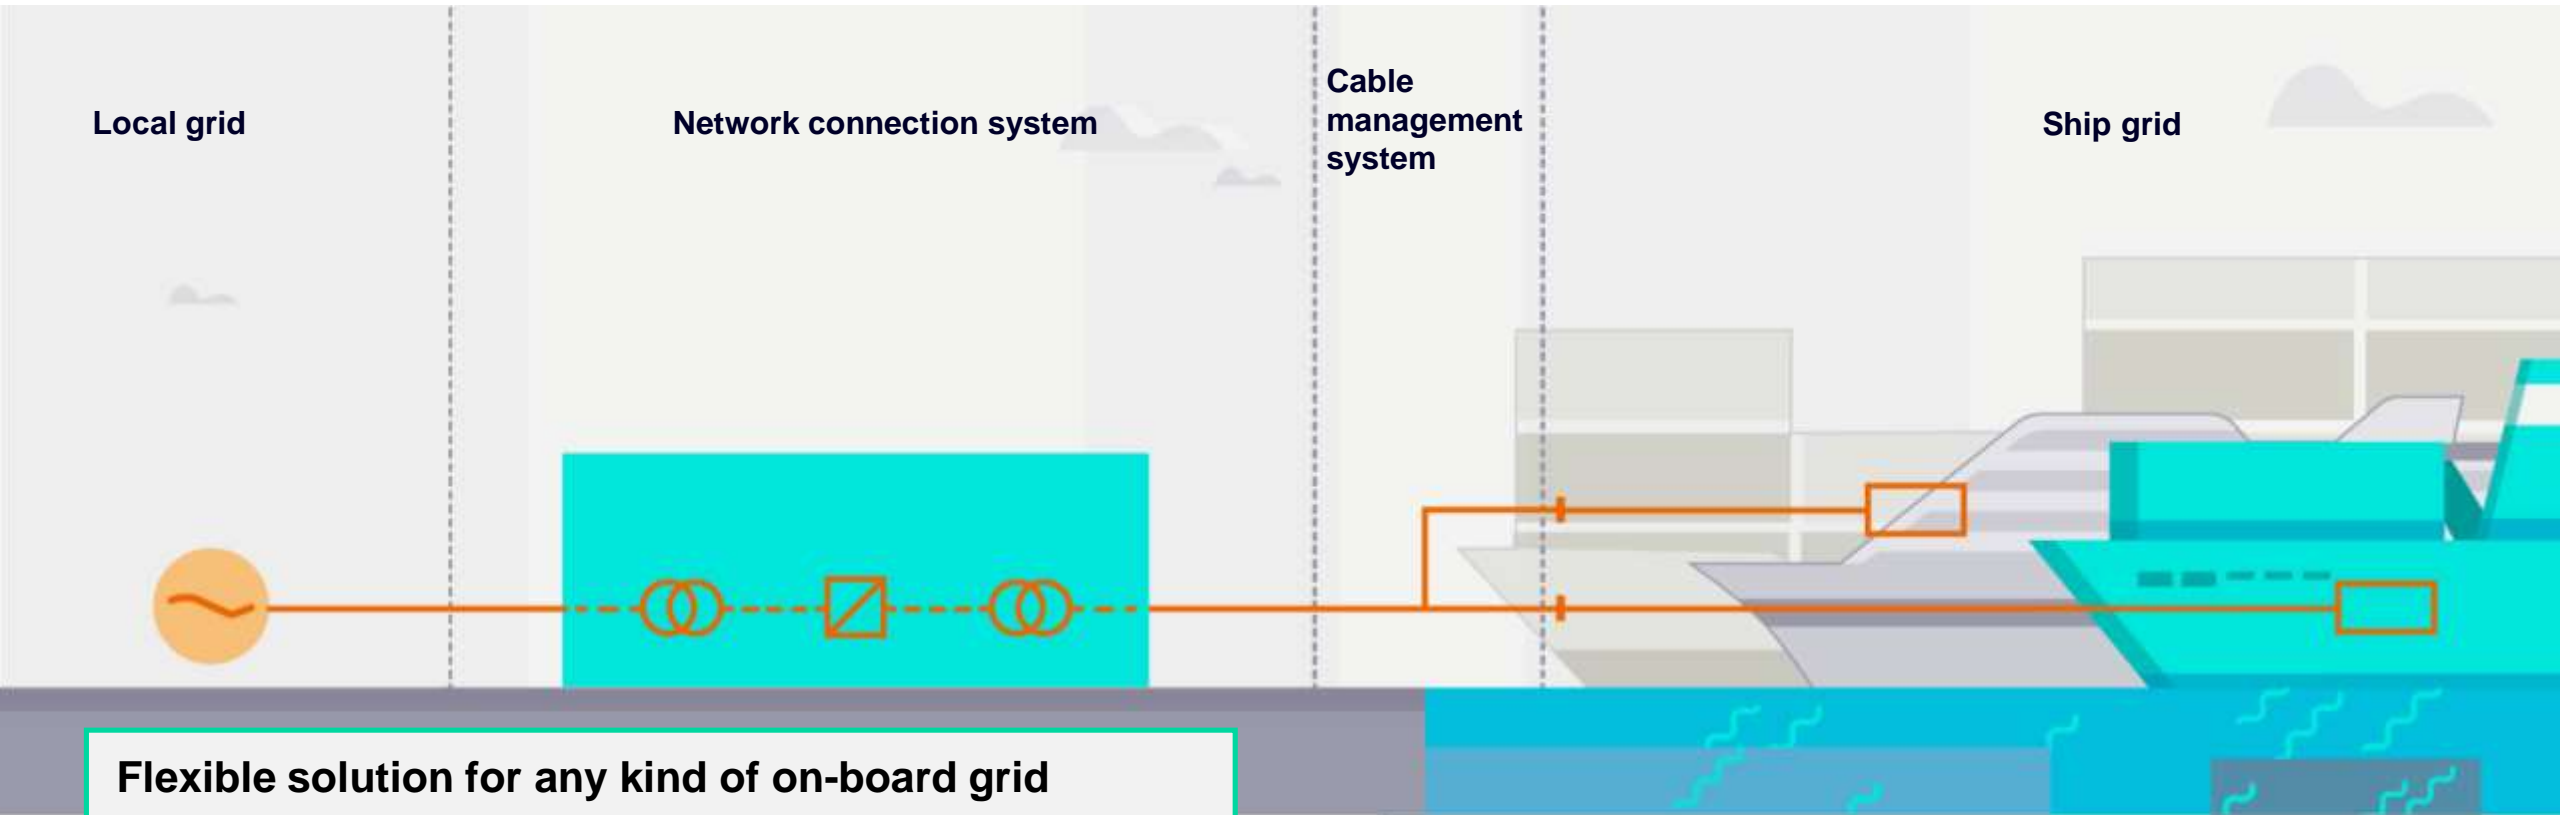 Local grid
Network connection system
Cable
management
system
Ship grid
Flexible solution for any kind of on-board grid